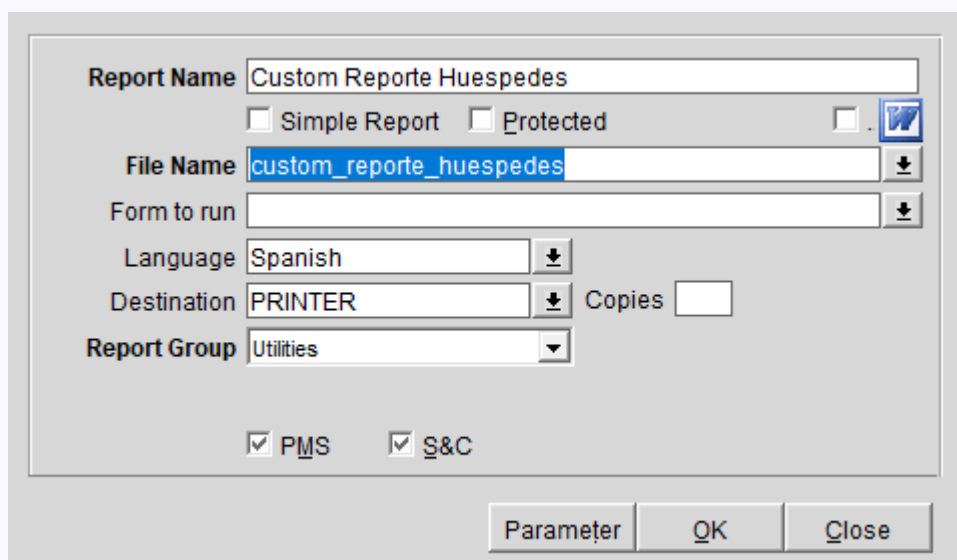 Report Name Custom Reporte Huespedes
Simple Report Protected . W
File Name custom_reporte_huespedes
Form to run
Language Spanish
Destination PRINTER Copies
Report Group Utilities
PMS S&C
Parameter OK Close